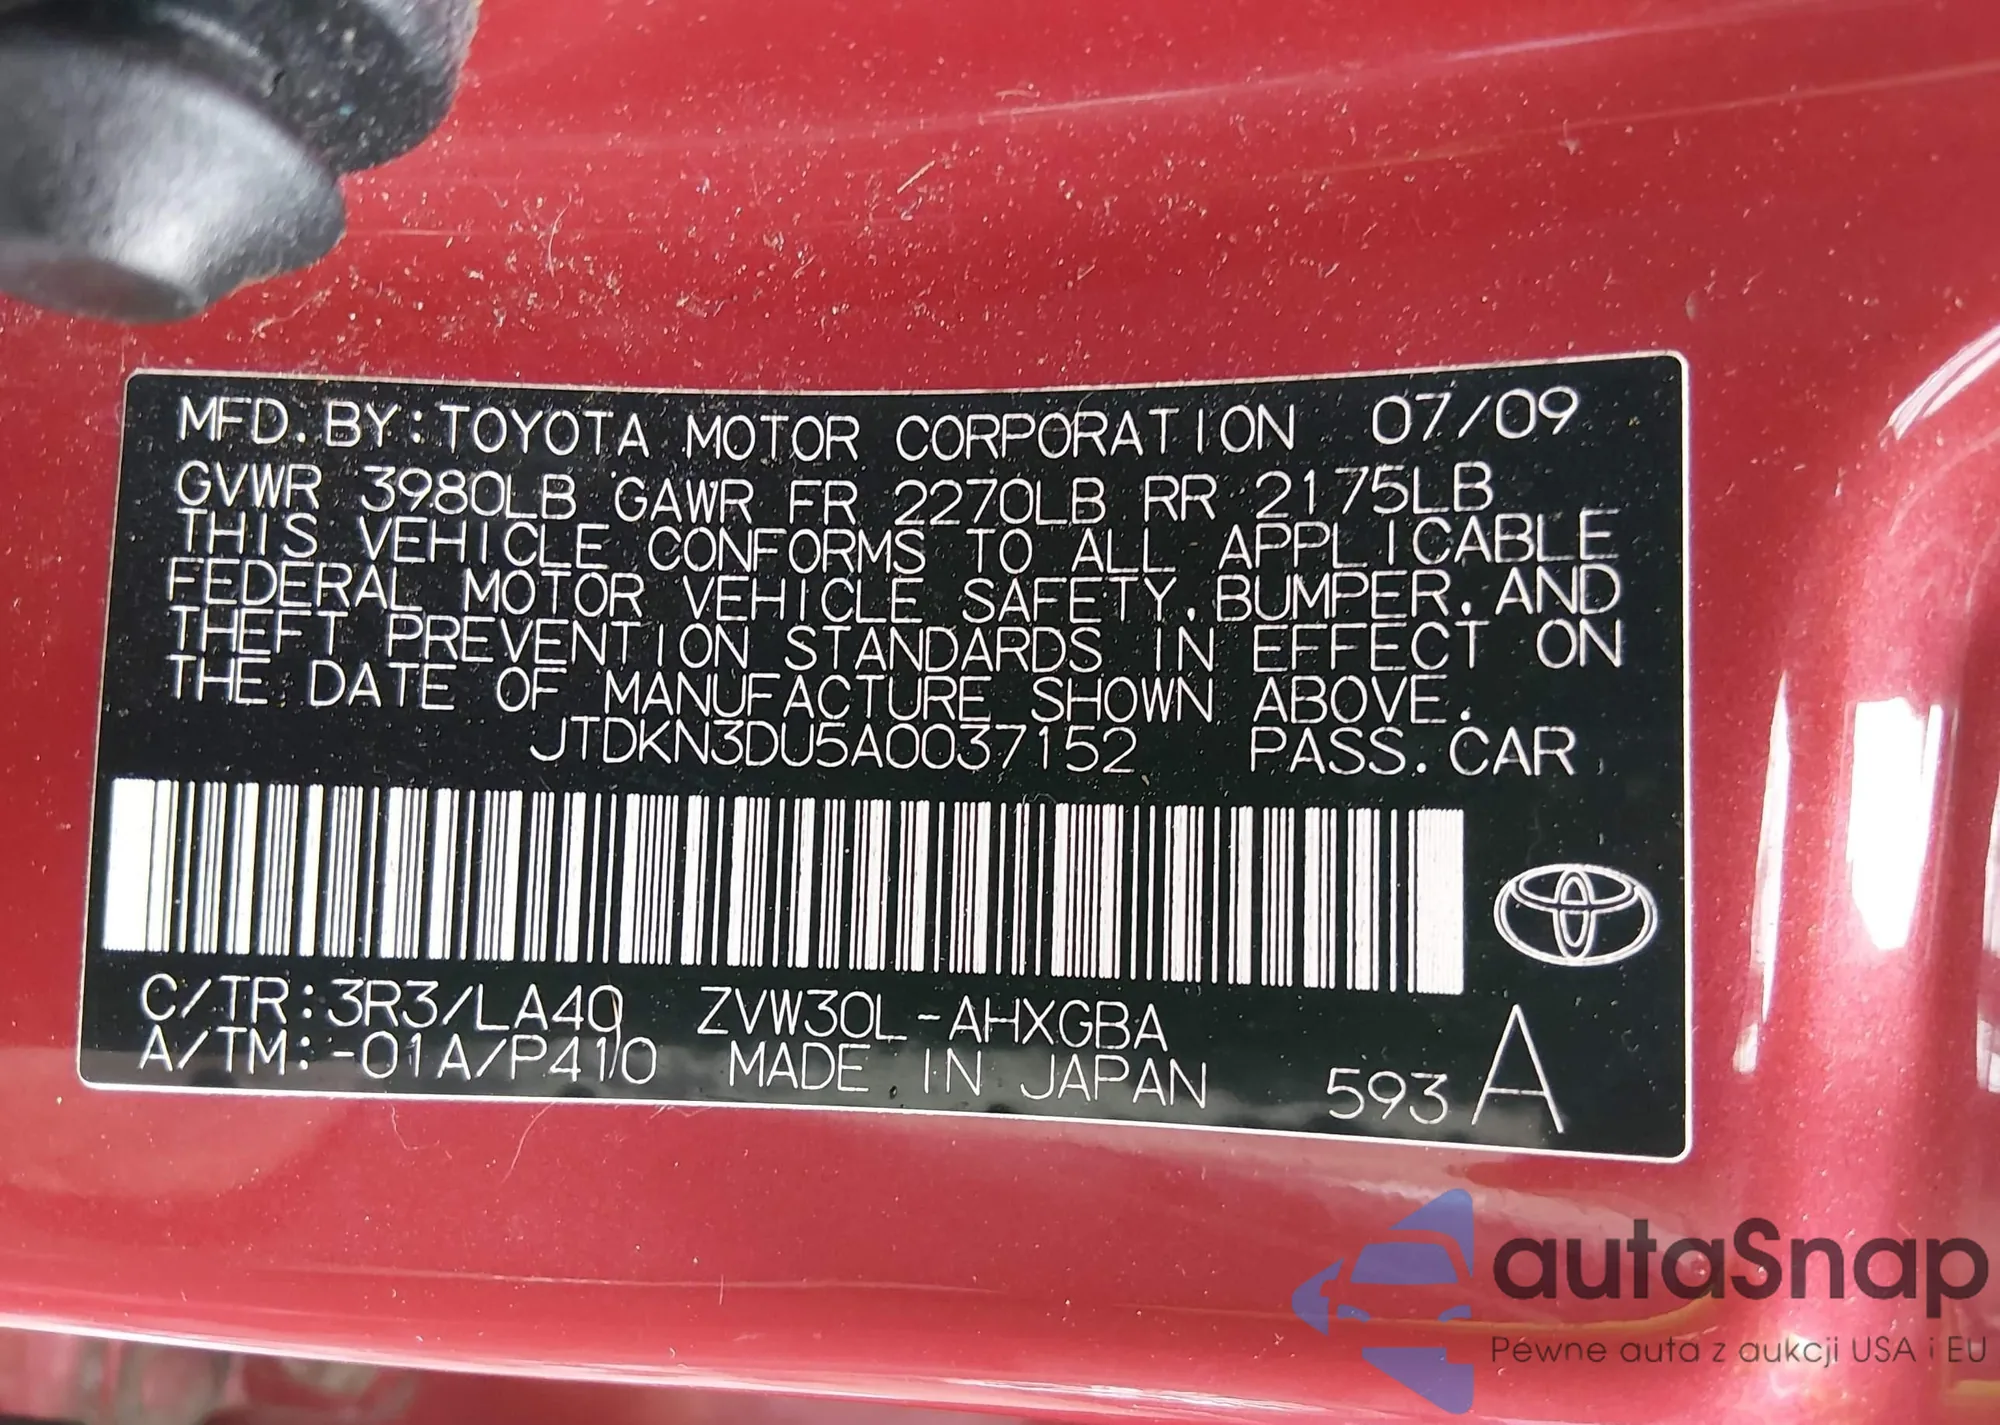 MFD. BY: TOYOTA MOTOR CORPORATION 07/09
GVWR 3980LB GAWR FR 2270LB RR 2175LB
THIS VEHICLE CONFORMS TO ALL APPLICABLE
FEDERAL MOTOR VEHICLE SAFETY, BUMPER, AND
THEFT PREVENTION STANDARDS IN EFFECT ON
THE DATE OF MANUFACTURE SHOWN ABOVE.
JTDKN3DU5A0037152 PASS. CAR
C/TR: 3R3/LA40 ZVW30L-AHXGBA
A/TM: -01A/P410 MADE IN JAPAN 593 A
autaSnap
Pewne auta z aukcji USA i EU